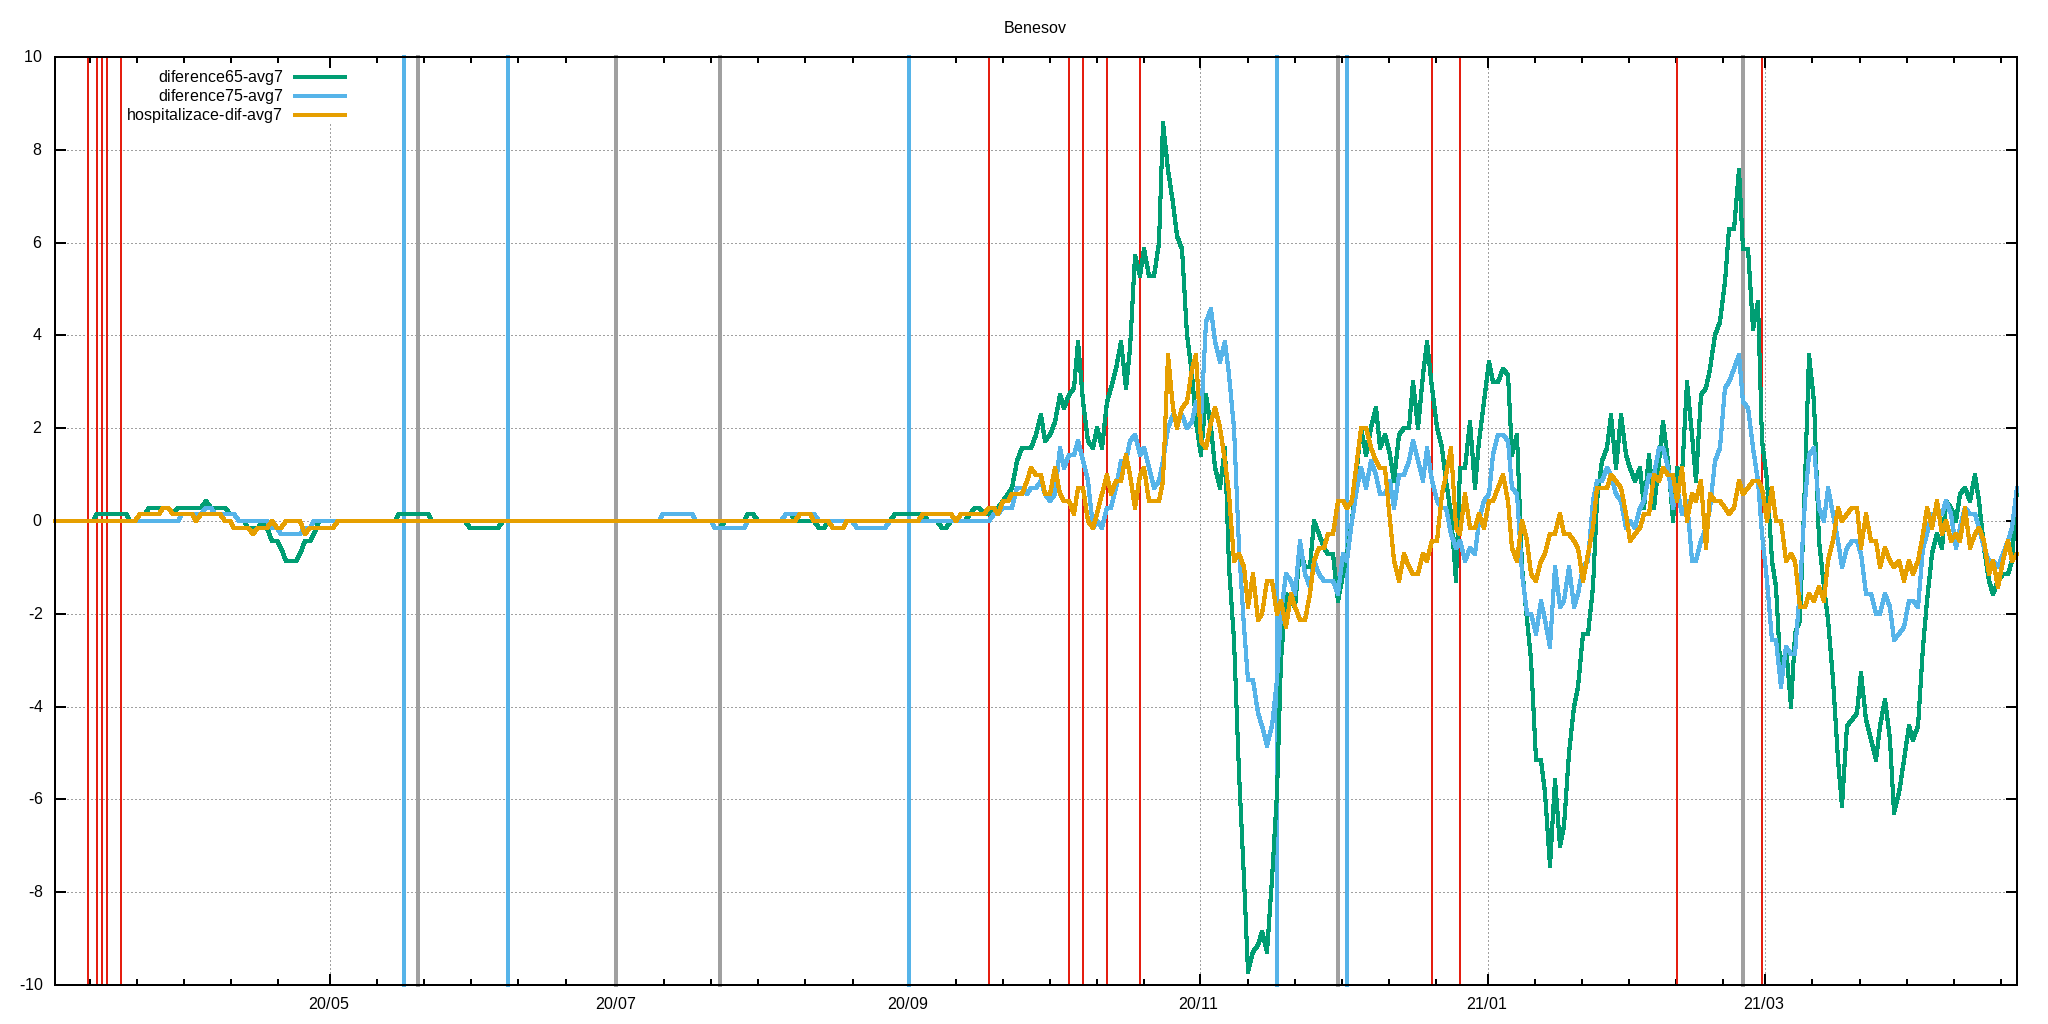 Benesov
diference65-avg7
diference75-avg7
hospitalizace-dif-avg7
10
8
6
4
2
0
-2
-4
-6
-8
-10
20/05 20/07 20/09 20/11 21/01 21/03